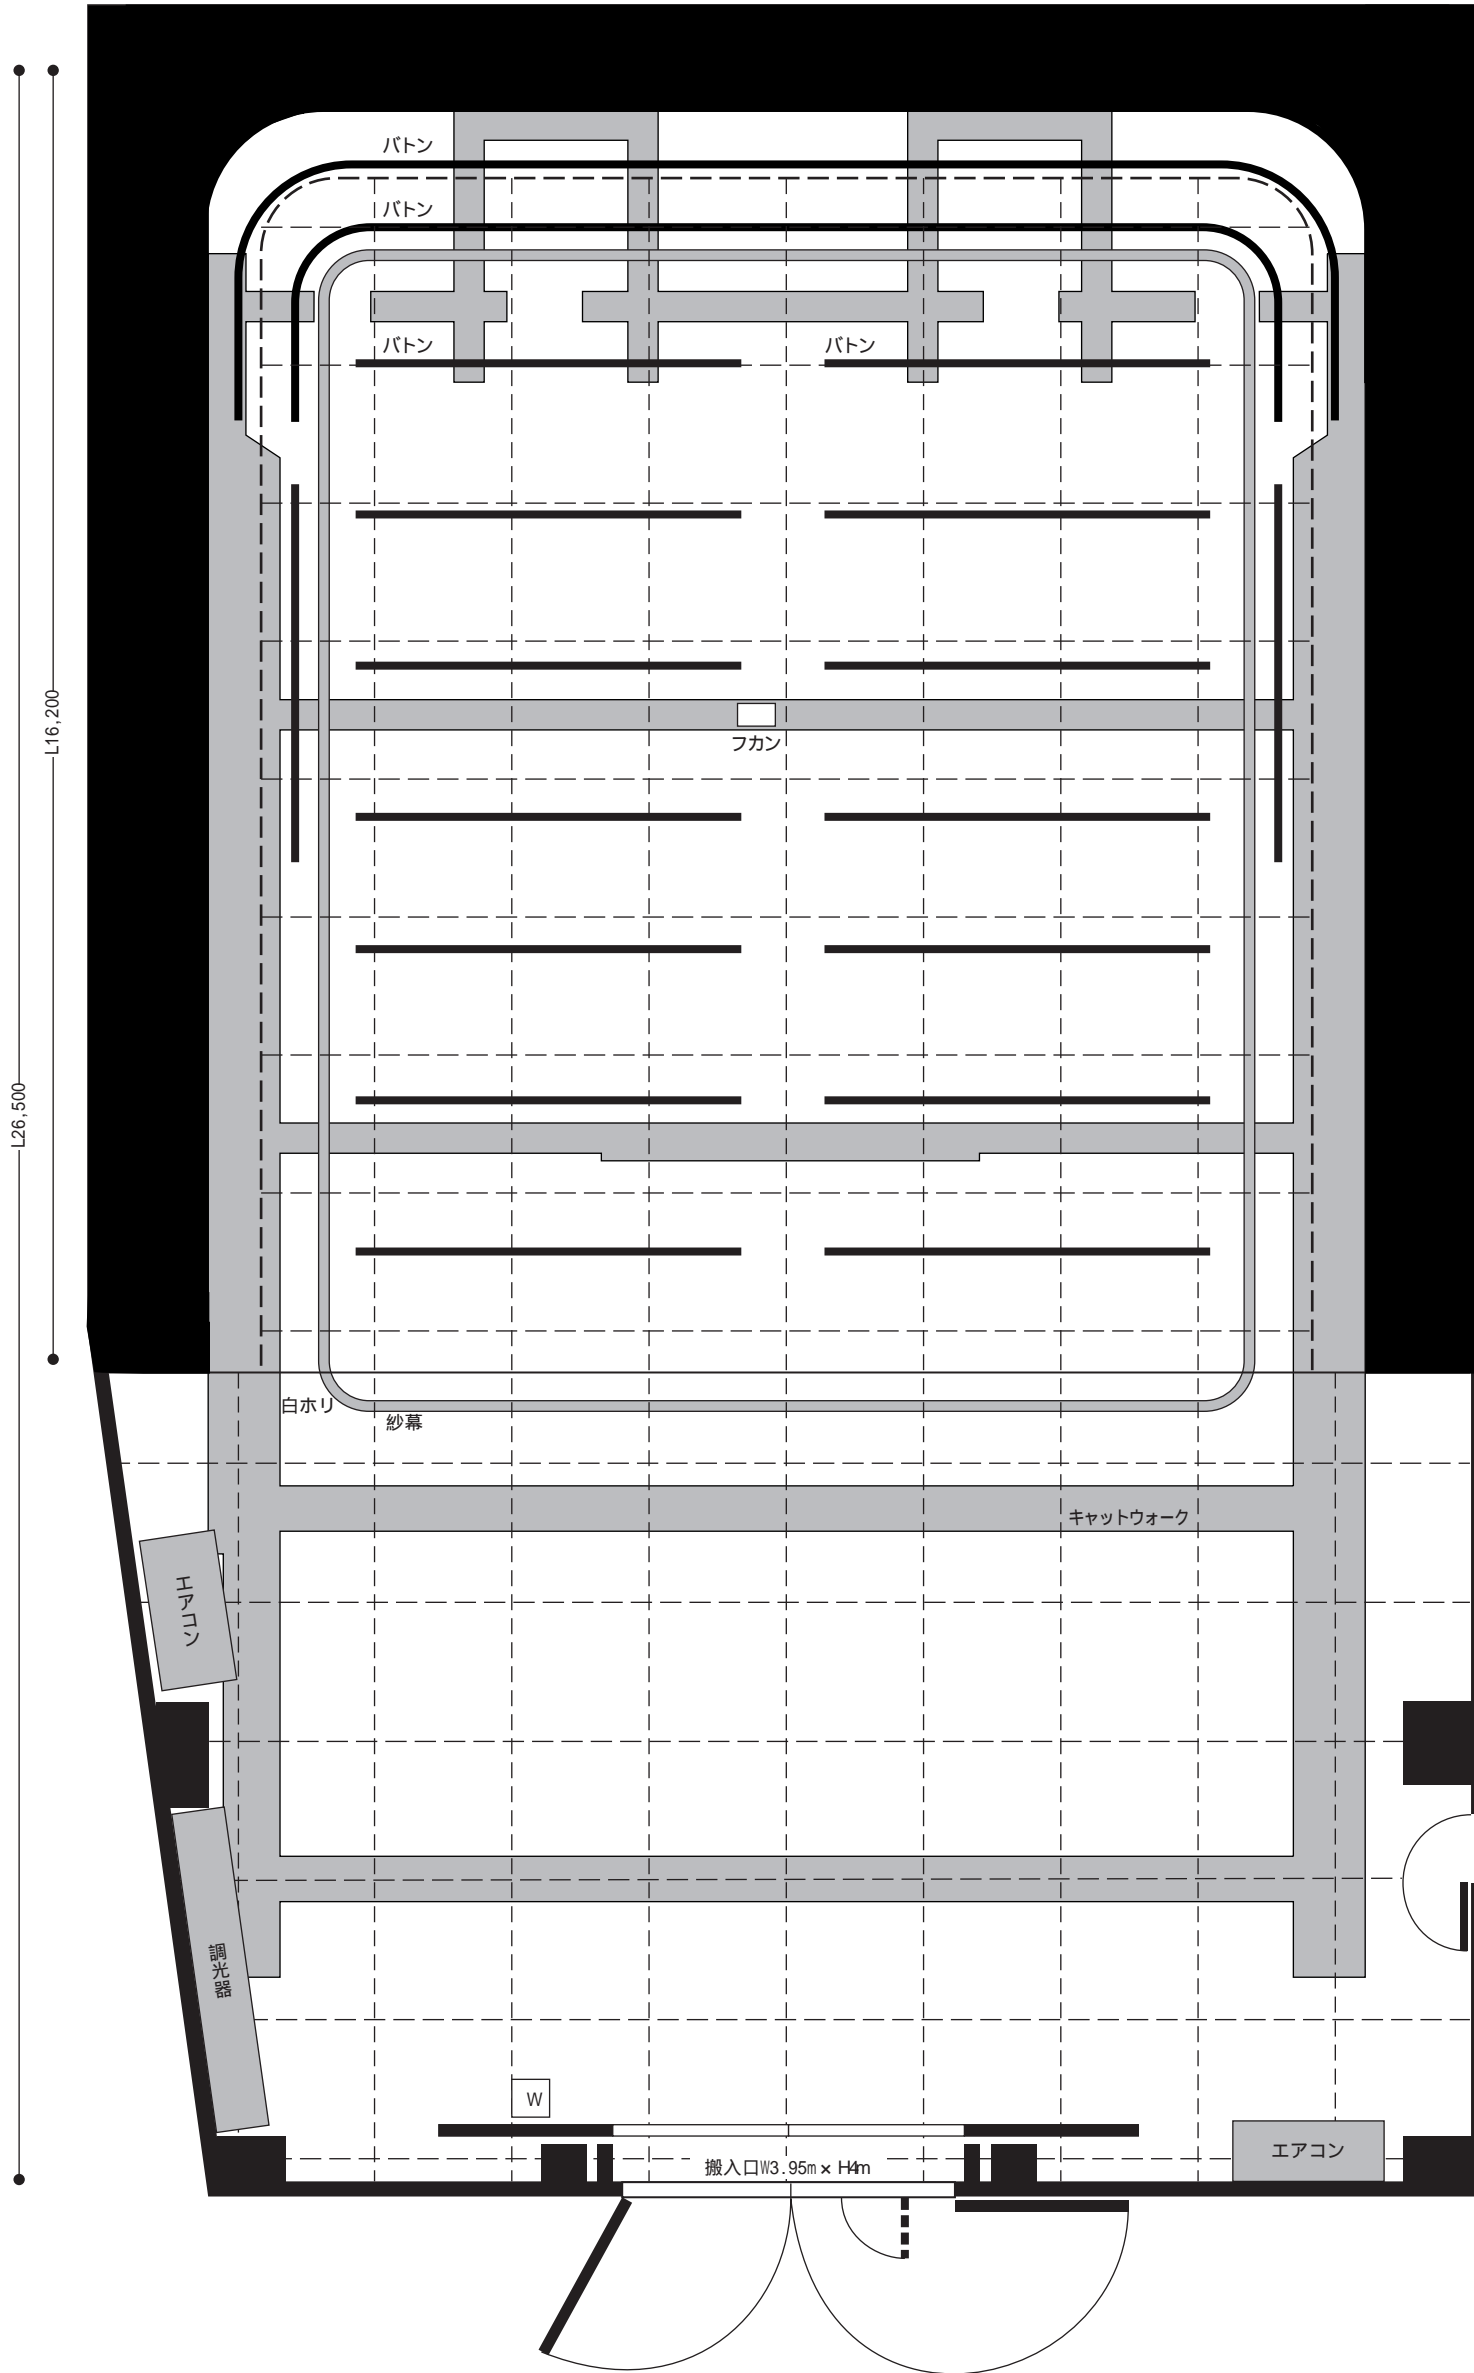 バトン
バトン
バトン
バトン
L16,200
フカン
L26,500
白ホリ
紗幕
キャットウォーク
エアコン
調光器
W
エアコン
搬入口W3.95m×H4m